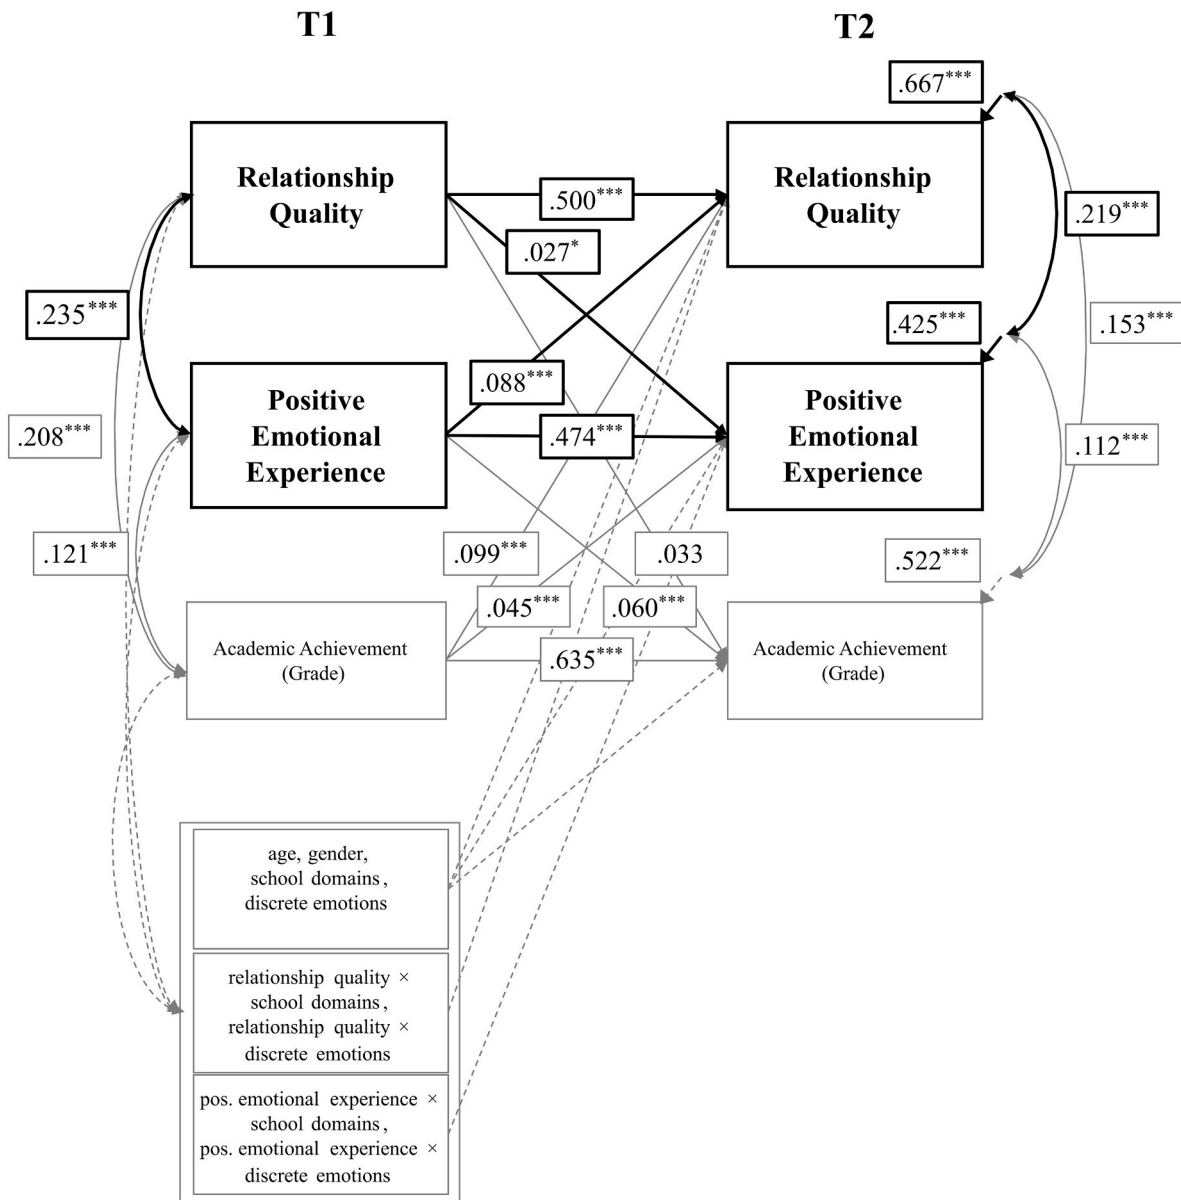 T1
T2
.667***
Relationship
Quality
Relationship
Quality
.500***
.219***
.027*
.235***
.425***
.153***
.088***
Positive
Emotional
Experience
Positive
Emotional
Experience
.208***
.474***
.112***
.121***
.099***
.033
.522***
.045***
.060***
Academic Achievement
(Grade)
.635***
Academic Achievement
(Grade)
age, gender,
school domains,
discrete emotions
relationship quality ×
school domains,
relationship quality ×
discrete emotions
pos. emotional experience ×
school domains,
pos. emotional experience ×
discrete emotions